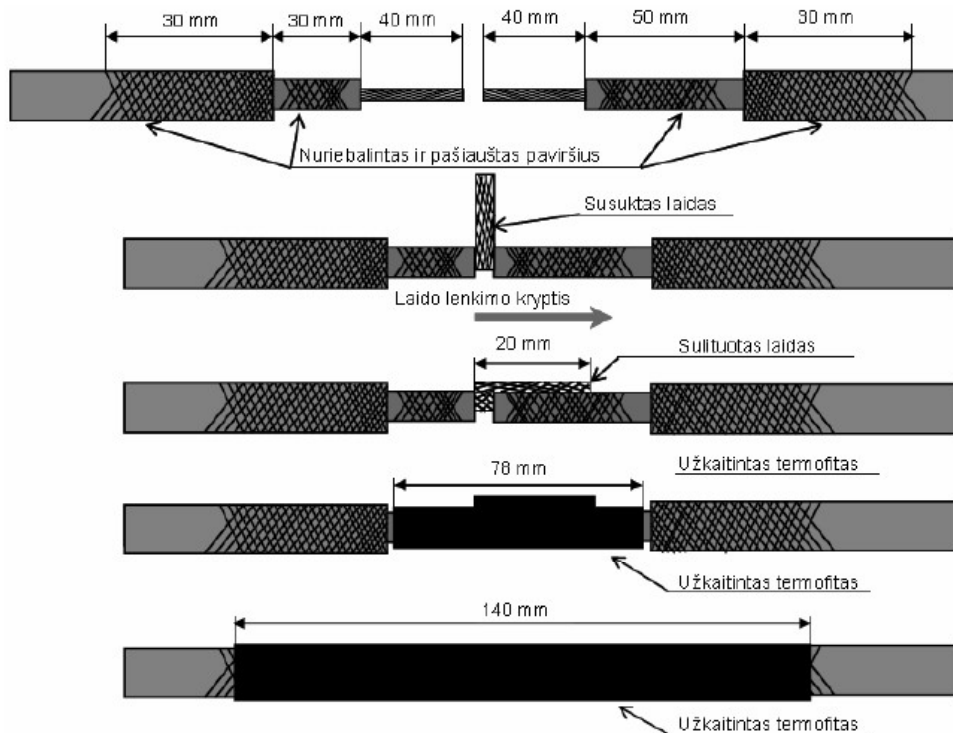 30 mm 30 mm 40 mm 40 mm 50 mm 30 mm
Nuriebalintas ir pašiauštas paviršius
Susuktas laidas
Laido lenkimo kryptis
20 mm
Sulituotas laidas
78 mm
Užkaitintas termofitas
Užkaitintas termofitas
140 mm
Užkaitintas termofitas